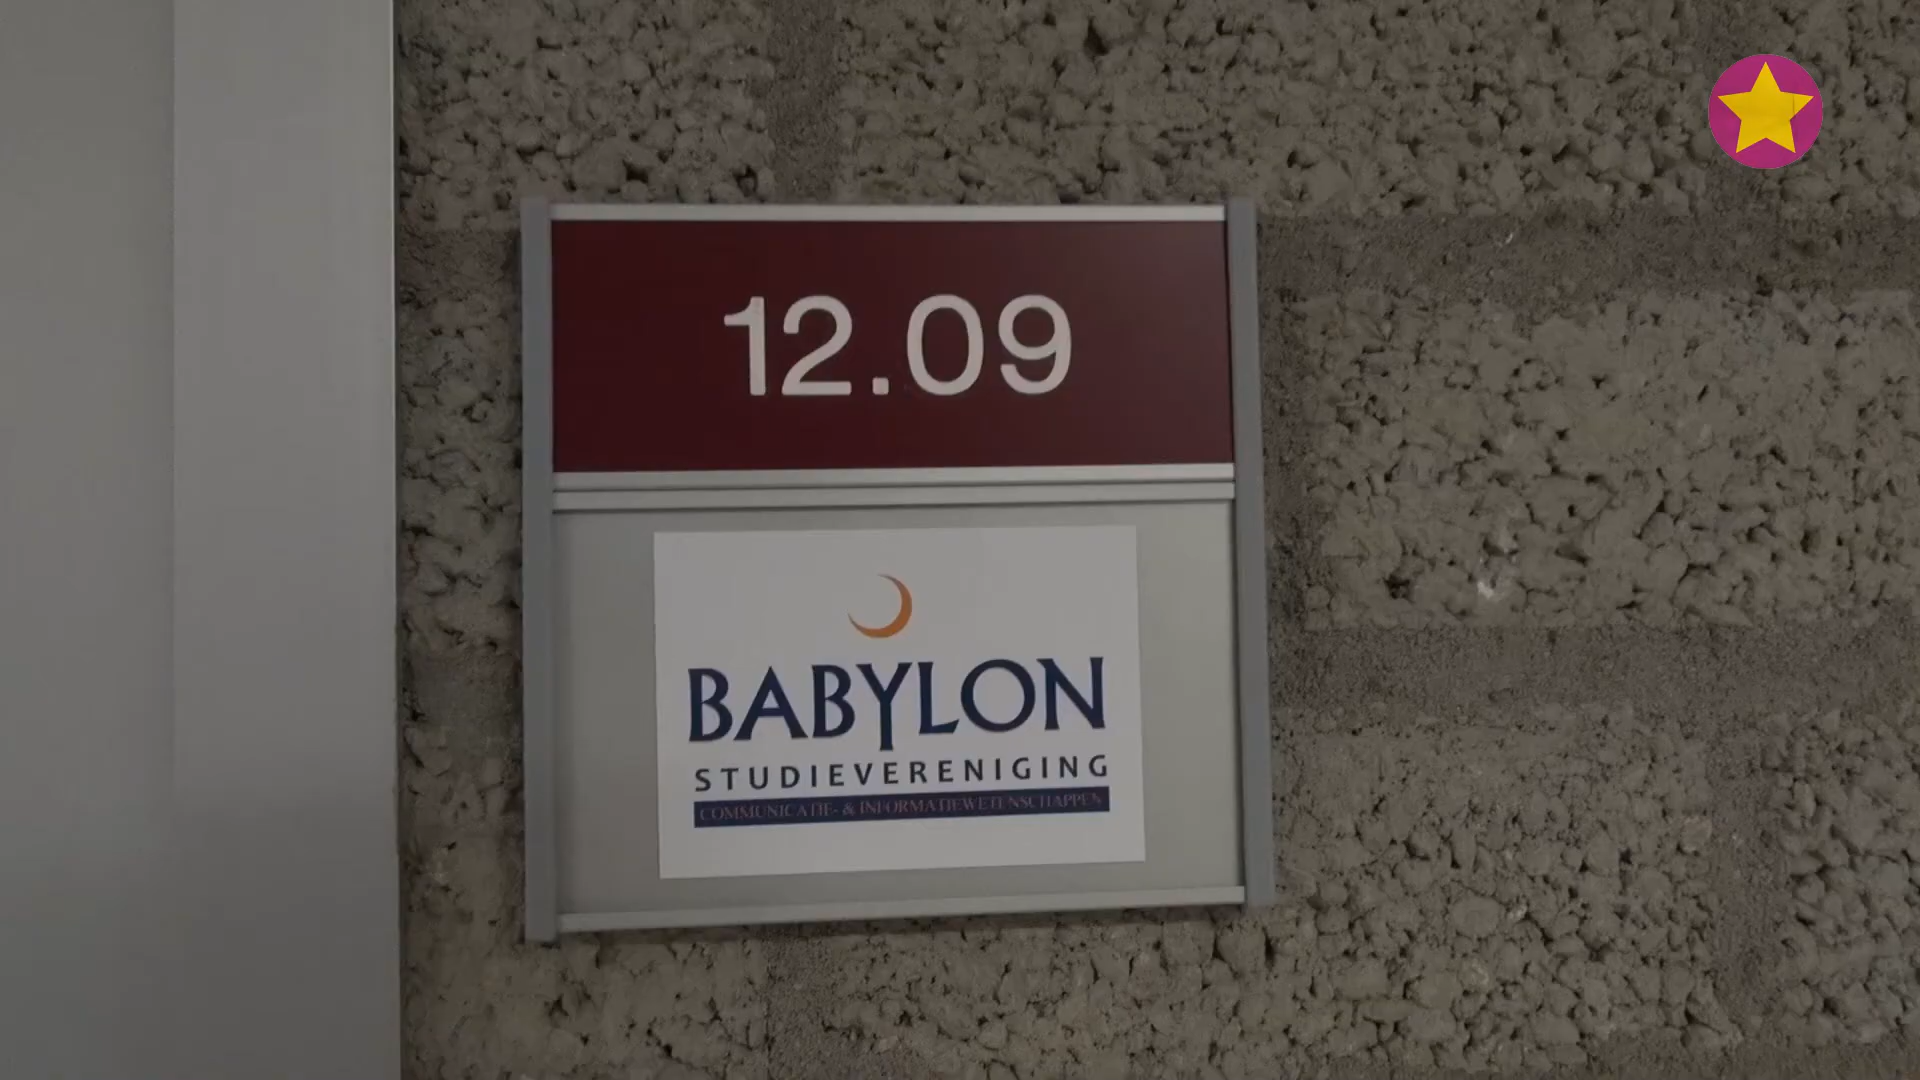 12.09
BABYLON
STUDIEVERENIGING
COMMUNICATIE- & INFORMATIEWETENSCHAPPEN